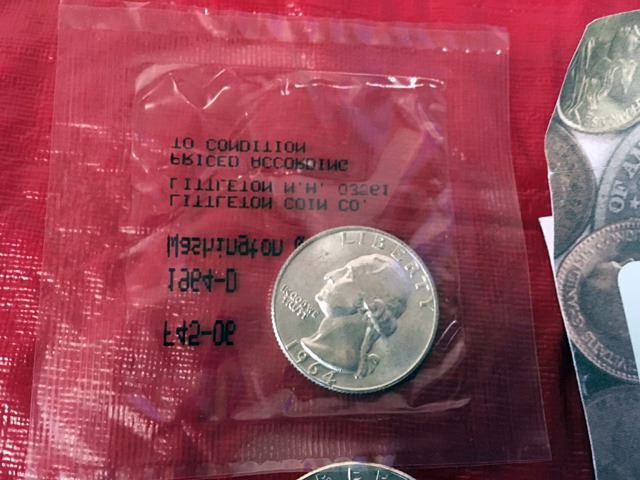 F45-06
1964-D
Washington
LITTLETON COIN CO.
LITTLETON N.H. 03561
PRICED ACCORDING
TO CONDITION
LIBERTY
IN GOD WE
TRUST
1964
OF